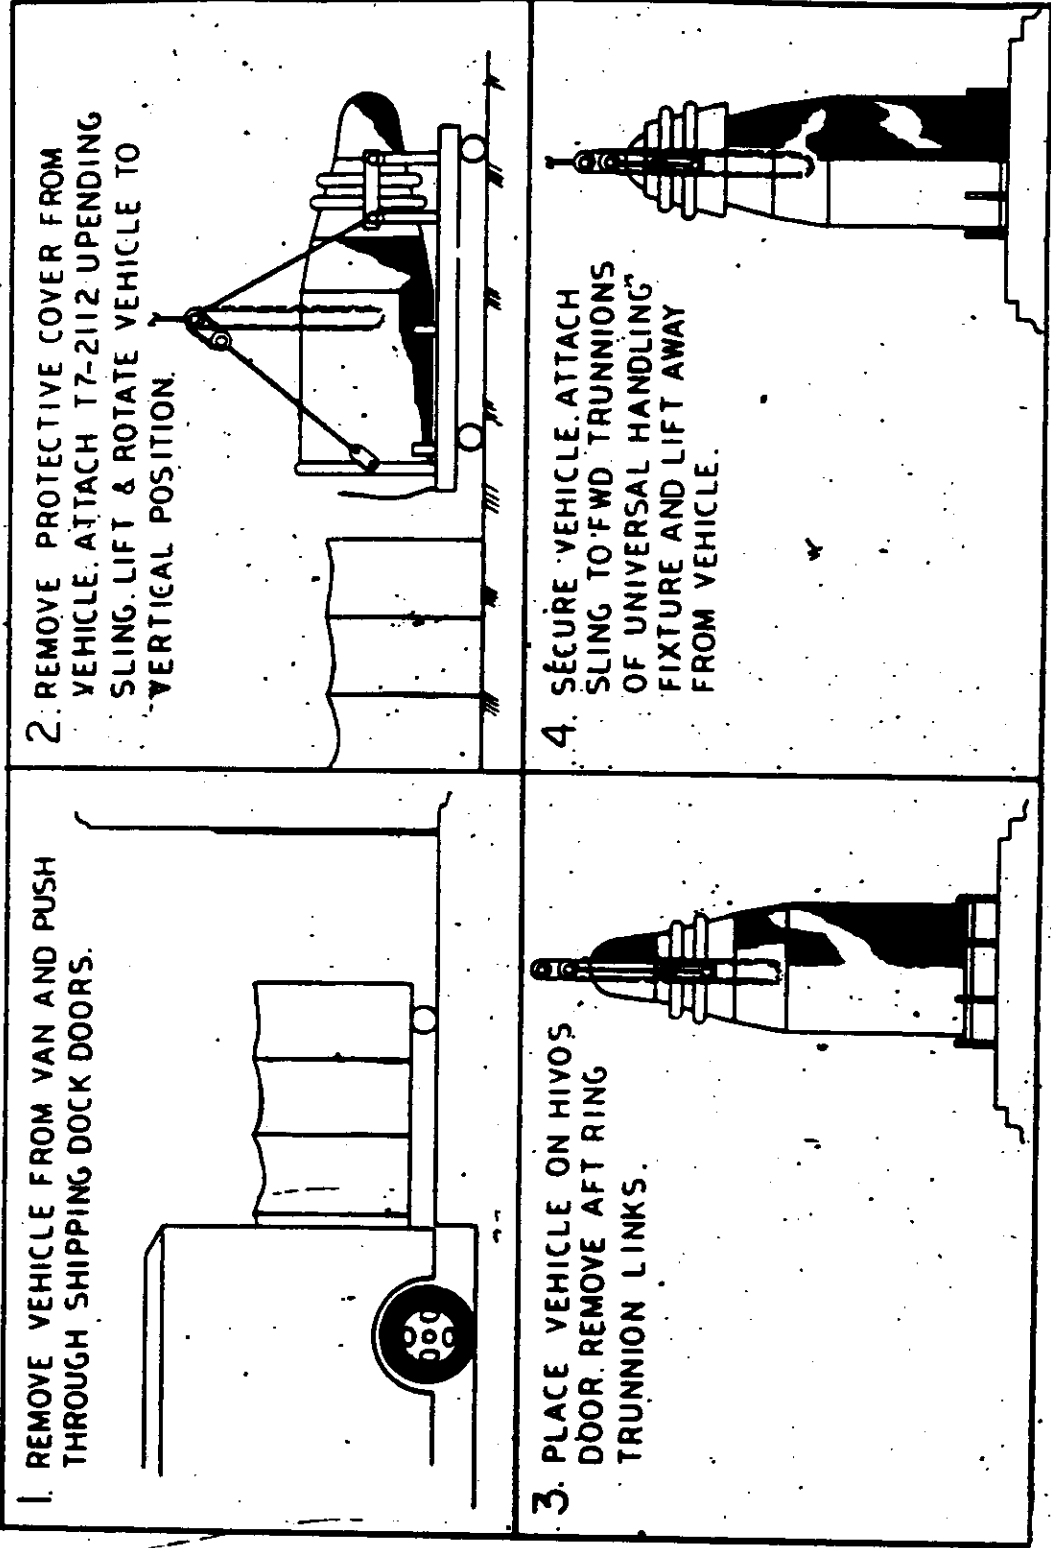 1. REMOVE VEHICLE FROM VAN AND PUSH
THROUGH SHIPPING DOCK DOORS.
2. REMOVE PROTECTIVE COVER FROM
VEHICLE. ATTACH T7-2112 UPENDING
SLING. LIFT & ROTATE VEHICLE TO
VERTICAL POSITION.
3. PLACE VEHICLE ON HIVOS
DOOR. REMOVE AFT RING
TRUNNION LINKS.
4. SECURE VEHICLE. ATTACH
SLING TO FWD TRUNNIONS
OF UNIVERSAL HANDLING
FIXTURE AND LIFT AWAY
FROM VEHICLE.